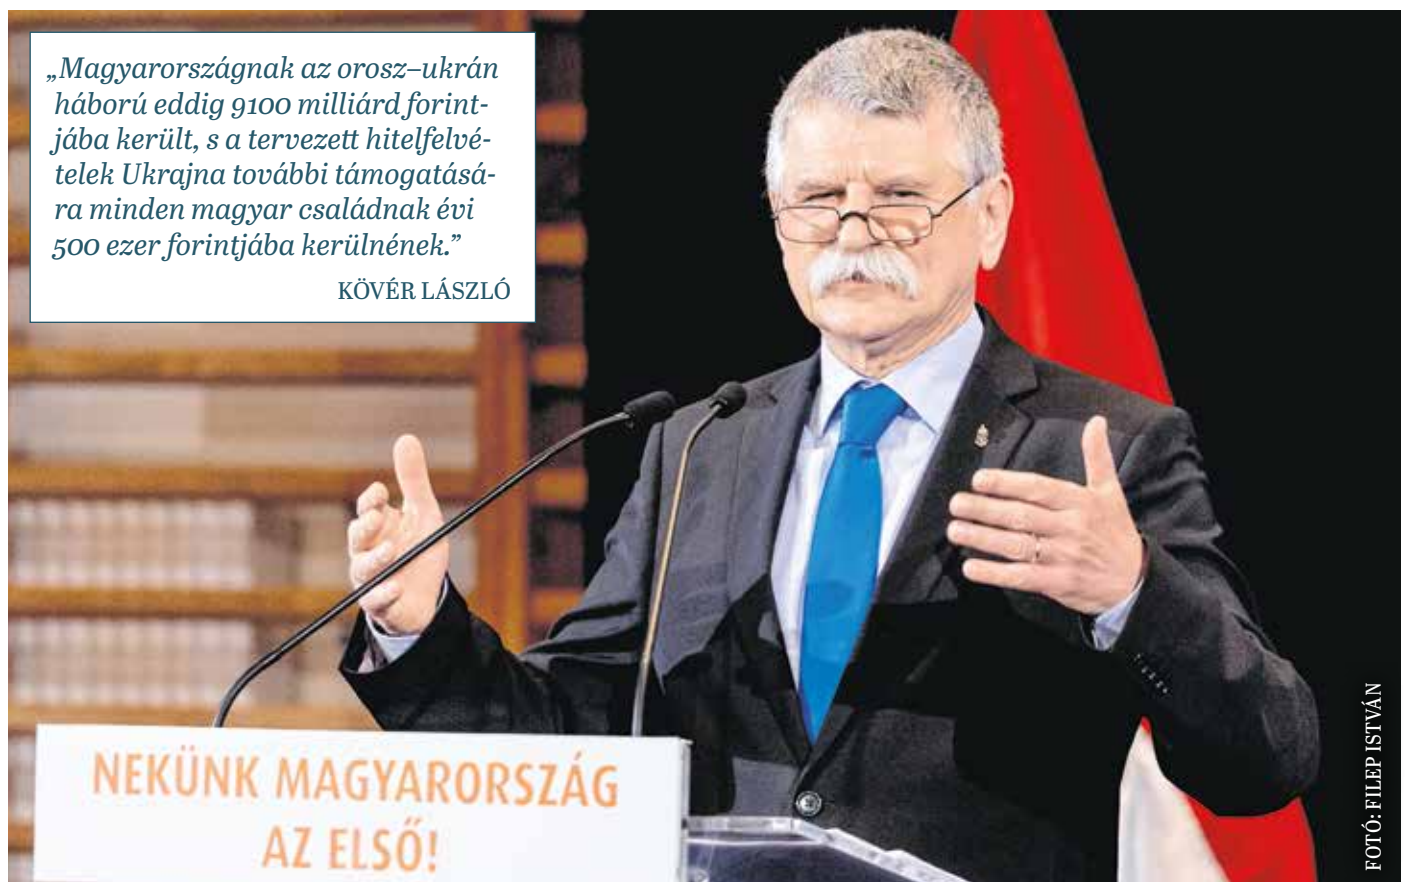 „Magyarországnak az orosz–ukrán
háború eddig 9100 milliárd forint-
jába került, s a tervezett hitelfelvé-
telek Ukrajna további támogatásá-
ra minden magyar családnak évi
500 ezer forintjába kerülnének.”
KÖVÉR LÁSZLÓ
NEKÜNK MAGYARORSZÁG
AZ ELSŐ!
FOTÓ: FILEP ISTVÁN